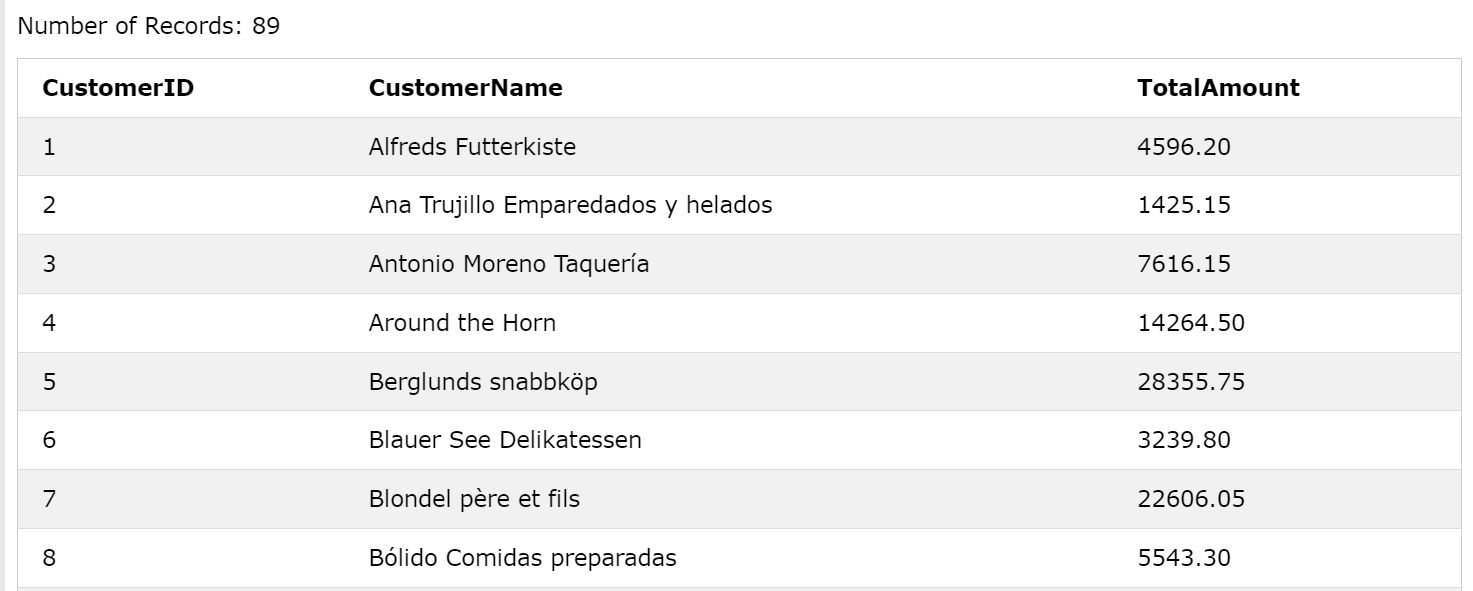 Number of Records: 89
CustomerID CustomerName TotalAmount
1 Alfreds Futterkiste 4596.20
2 Ana Trujillo Emparedados y helados 1425.15
3 Antonio Moreno Taquería 7616.15
4 Around the Horn 14264.50
5 Berglunds snabbköp 28355.75
6 Blauer See Delikatessen 3239.80
7 Blondel père et fils 22606.05
8 Bólido Comidas preparadas 5543.30